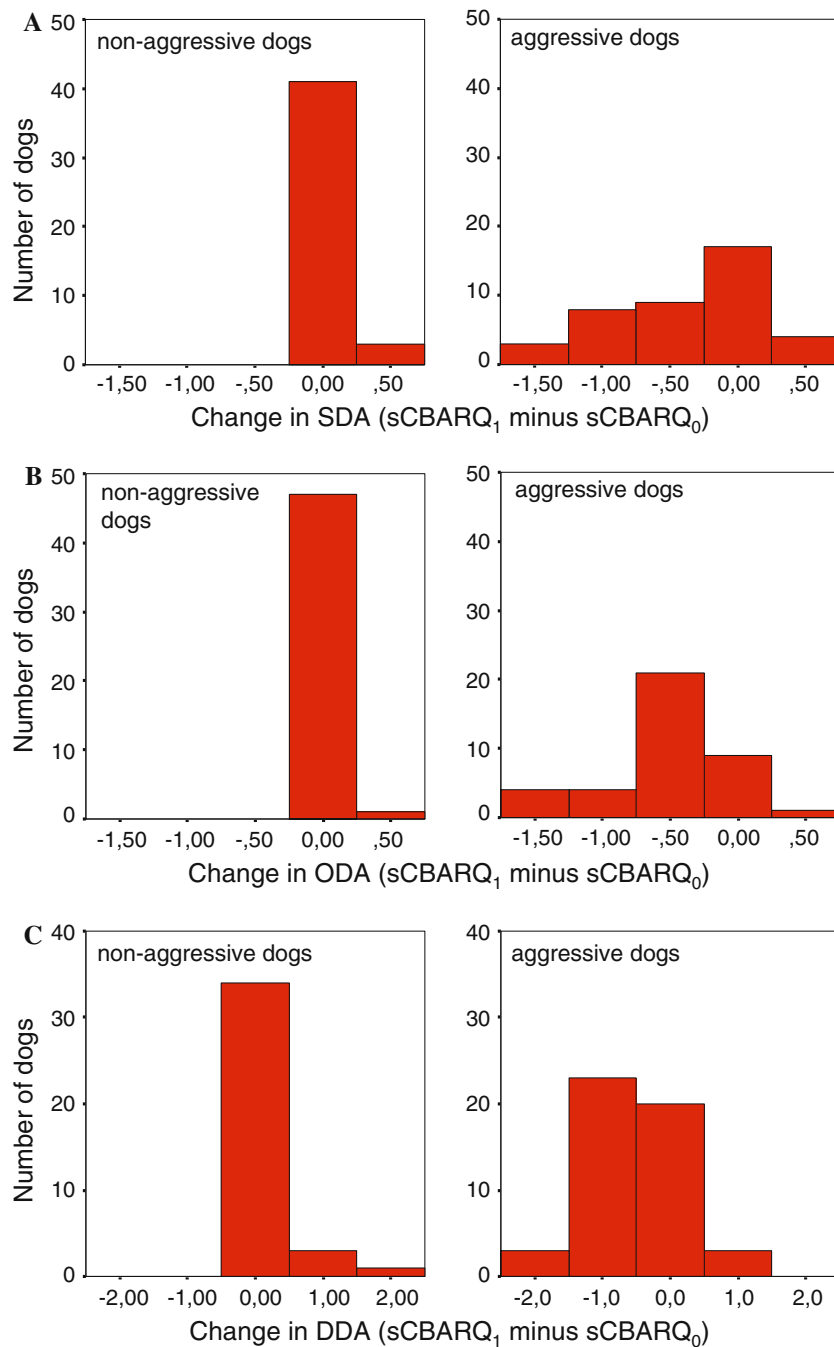 A
non-aggressive dogs
Number of dogs
50
40
30
20
10
0
-1,50 -1,00 -,50 0,00 ,50
aggressive dogs
50
40
30
20
10
0
-1,50 -1,00 -,50 0,00 ,50
Change in SDA (sCBARQ₁ minus sCBARQ₀)
B
non-aggressive
dogs
Number of dogs
50
40
30
20
10
0
-1,50 -1,00 -,50 0,00 ,50
aggressive dogs
50
40
30
20
10
0
-1,50 -1,00 -,50 0,00 ,50
Change in ODA (sCBARQ₁ minus sCBARQ₀)
C
non-aggressive dogs
Number of dogs
40
30
20
10
0
-2,00 -1,00 0,00 1,00 2,00
aggressive dogs
40
30
20
10
0
-2,0 -1,0 0,0 1,0 2,0
Change in DDA (sCBARQ₁ minus sCBARQ₀)